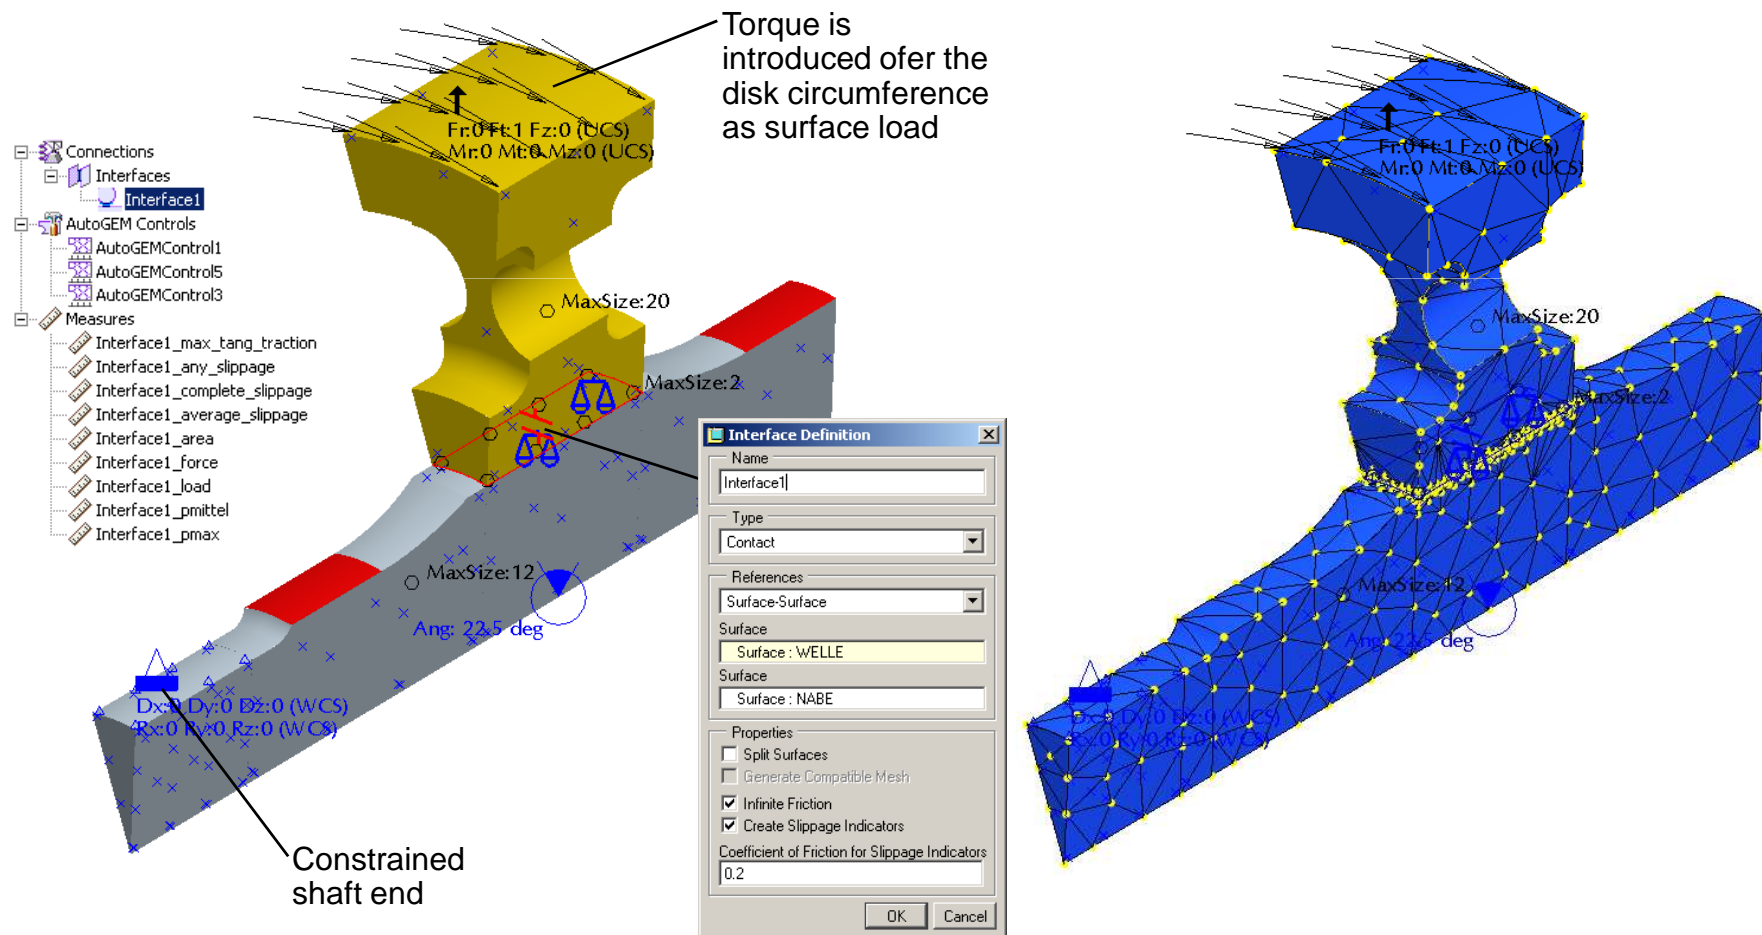 Torque is
introduced ofer the
disk circumference
as surface load
Fr:0 Ft:1 Fz:0 (UCS)
Mr:0 Mt:0 Mz:0 (UCS)
Connections
Interfaces
Interface1
AutoGEM Controls
AutoGEMControl1
AutoGEMControl5
AutoGEMControl3
Measures
Interface1_max_tang_traction
Interface1_any_slippage
Interface1_complete_slippage
Interface1_average_slippage
Interface1_area
Interface1_force
Interface1_load
Interface1_pmittel
Interface1_pmax
MaxSize:20
MaxSize:2
MaxSize:12
Ang: 22.5 deg
Dx:0 Dy:0 Dz:0 (WCS)
Rx:0 Ry:0 Rz:0 (WCS)
Constrained
shaft end
Interface Definition
Name
Interface1
Type
Contact
References
Surface-Surface
Surface
Surface : WELLE
Surface
Surface : NABE
Properties
Split Surfaces
Generate Compatible Mesh
Infinite Friction
Create Slippage Indicators
Coefficient of Friction for Slippage Indicators
0.2
OK
Cancel
Fr:0 Ft:1 Fz:0 (UCS)
Mr:0 Mt:0 Mz:0 (UCS)
MaxSize:20
MaxSize:2
MaxSize:12
Ang: 22.5 deg
Dx:0 Dy:0 Dz:0 (WCS)
Rx:0 Ry:0 Rz:0 (WCS)